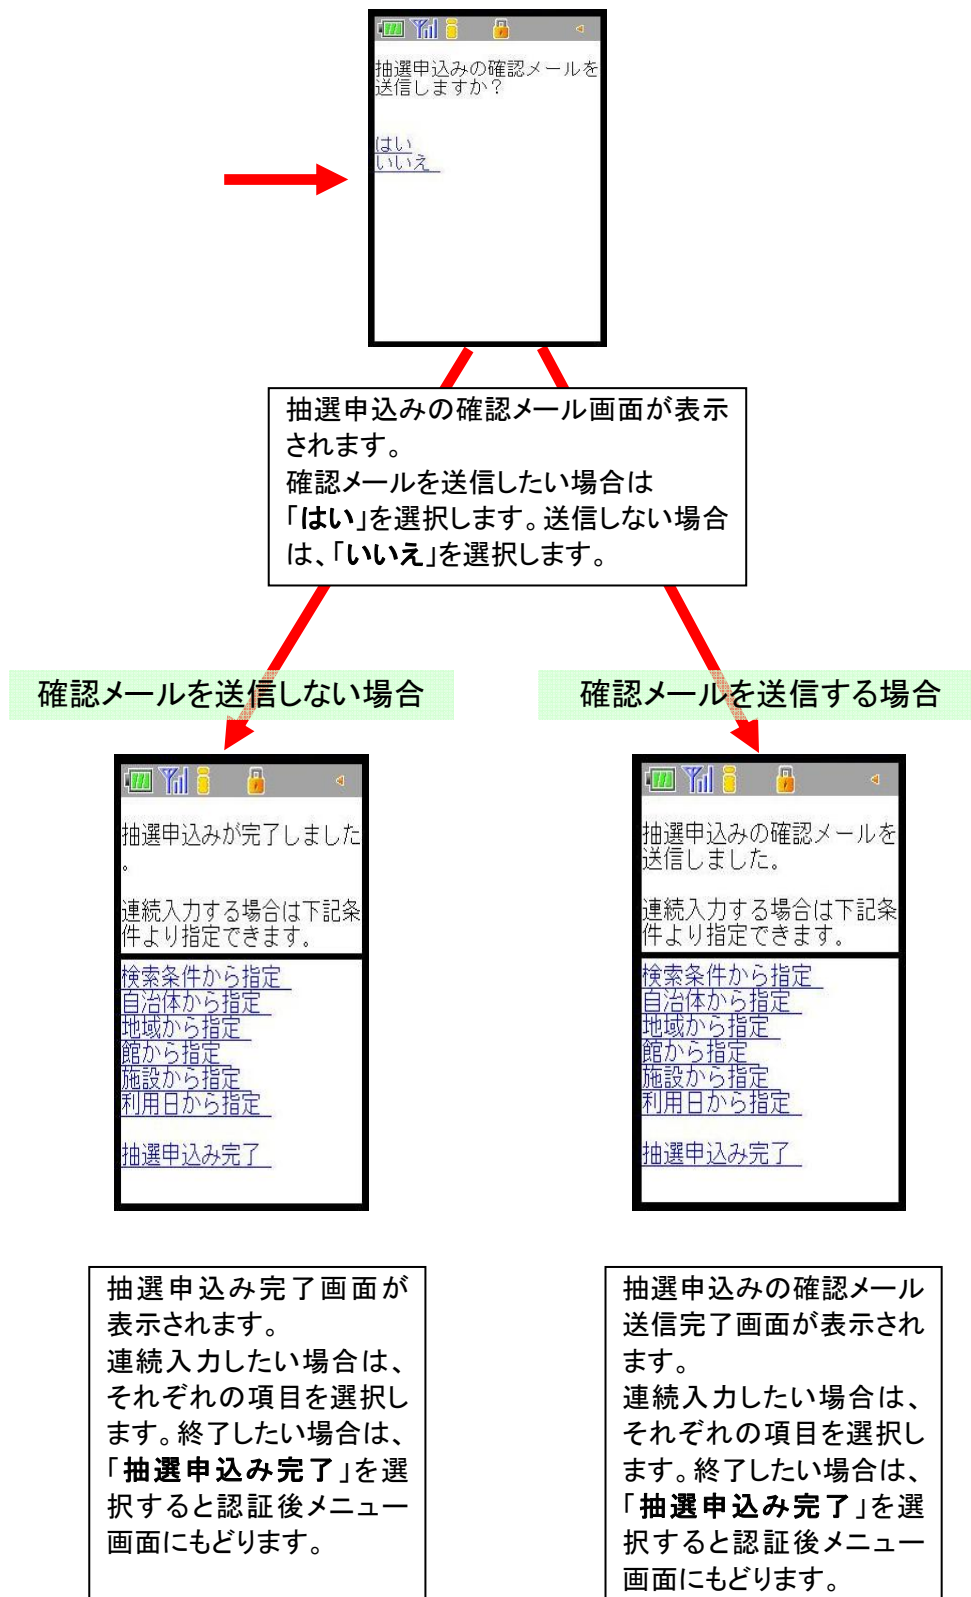 抽選申込みの確認メールを
送信しますか？
はい
いいえ
抽選申込みの確認メール画面が表示
されます。
確認メールを送信したい場合は
「はい」を選択します。送信しない場合
は、「いいえ」を選択します。
確認メールを送信しない場合
抽選申込みが完了しました
。
連続入力する場合は下記条
件より指定できます。
検索条件から指定
自治体から指定
地域から指定
館から指定
施設から指定
利用日から指定
抽選申込み完了
抽選申込み完了画面が
表示されます。
連続入力したい場合は、
それぞれの項目を選択し
ます。終了したい場合は、
「抽選申込み完了」を選
択すると認証後メニュー
画面にもどります。
確認メールを送信する場合
抽選申込みの確認メールを
送信しました。
連続入力する場合は下記条
件より指定できます。
検索条件から指定
自治体から指定
地域から指定
館から指定
施設から指定
利用日から指定
抽選申込み完了
抽選申込みの確認メール
送信完了画面が表示され
ます。
連続入力したい場合は、
それぞれの項目を選択し
ます。終了したい場合は、
「抽選申込み完了」を選
択すると認証後メニュー
画面にもどります。